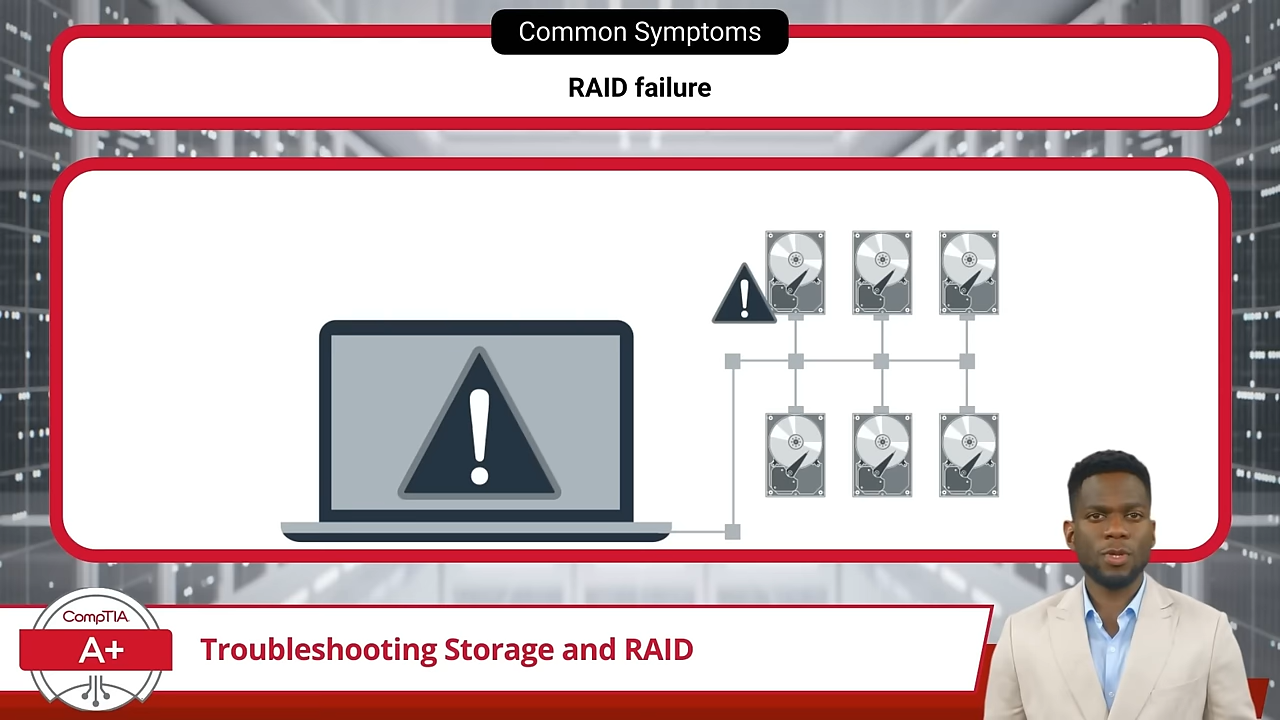 Common Symptoms
RAID failure
CompTIA
A+
Troubleshooting Storage and RAID